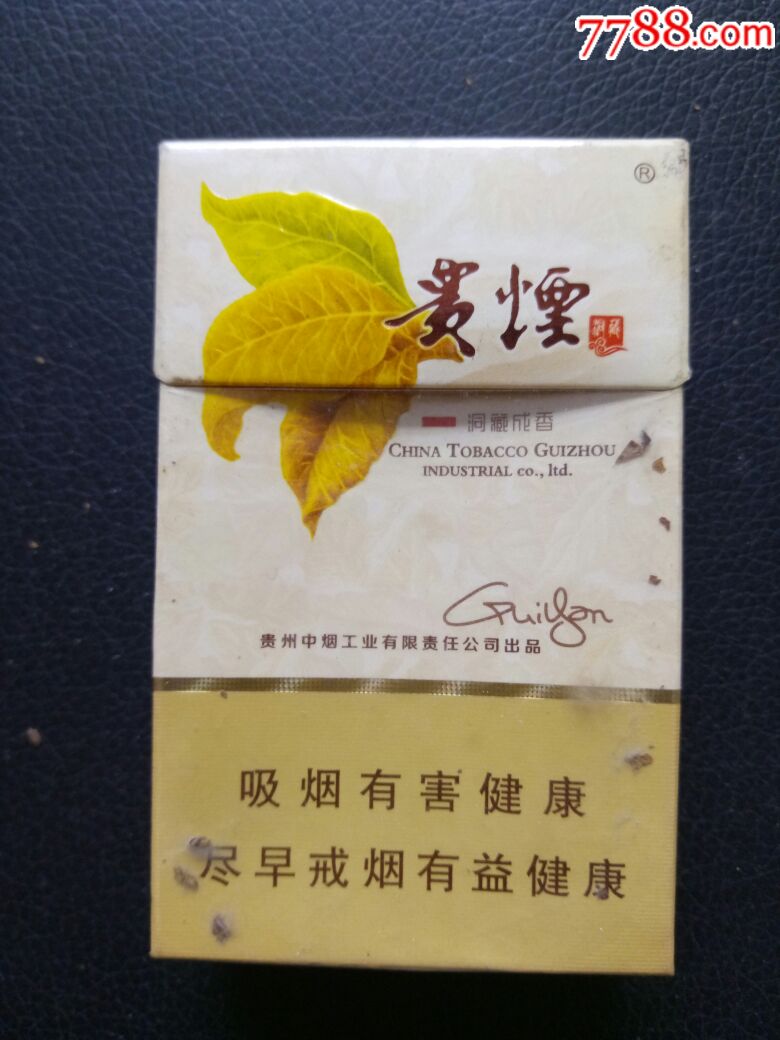 7788.com
®
贵煙
洞藏成香
CHINA TOBACCO GUIZHOU
INDUSTRIAL co., ltd.
GuiYan
贵州中烟工业有限责任公司出品
吸烟有害健康
尽早戒烟有益健康